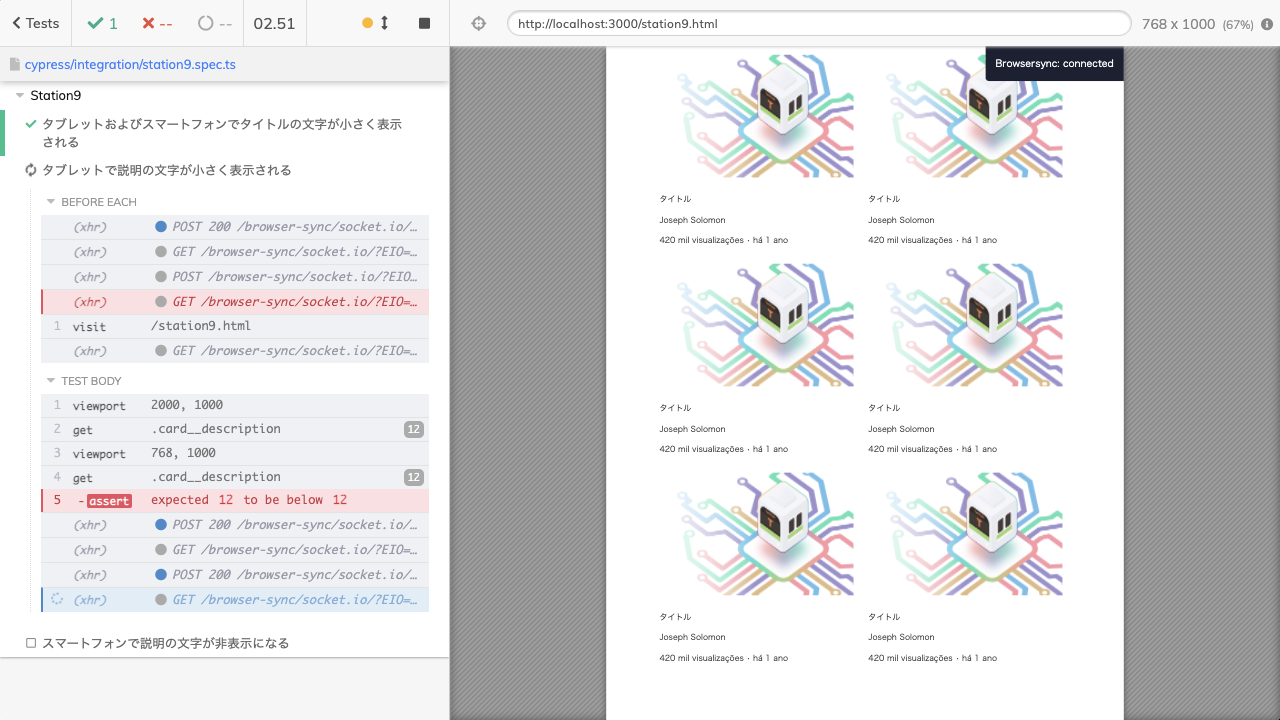 Tests
1
--
--
02.51
http://localhost:3000/station9.html
768 x 1000 (67%)
cypress/integration/station9.spec.ts
Station9
タブレットおよびスマートフォンでタイトルの文字が小さく表示
される
タブレットで説明の文字が小さく表示される
BEFORE EACH
(xhr) POST 200 /browser-sync/socket.io/…
(xhr) GET /browser-sync/socket.io/?EIO=…
(xhr) POST /browser-sync/socket.io/?EIO…
(xhr) GET /browser-sync/socket.io/?EIO=…
1 visit /station9.html
(xhr) GET /browser-sync/socket.io/?EIO=…
TEST BODY
1 viewport 2000, 1000
2 get .card__description 12
3 viewport 768, 1000
4 get .card__description 12
5 -assert expected 12 to be below 12
(xhr) POST 200 /browser-sync/socket.io/…
(xhr) GET /browser-sync/socket.io/?EIO=…
(xhr) POST 200 /browser-sync/socket.io/…
(xhr) GET /browser-sync/socket.io/?EIO=…
スマートフォンで説明の文字が非表示になる
Browsersync: connected
タイトル タイトル
Joseph Solomon Joseph Solomon
420 mil visualizações · há 1 ano 420 mil visualizações · há 1 ano
タイトル タイトル
Joseph Solomon Joseph Solomon
420 mil visualizações · há 1 ano 420 mil visualizações · há 1 ano
タイトル タイトル
Joseph Solomon Joseph Solomon
420 mil visualizações · há 1 ano 420 mil visualizações · há 1 ano